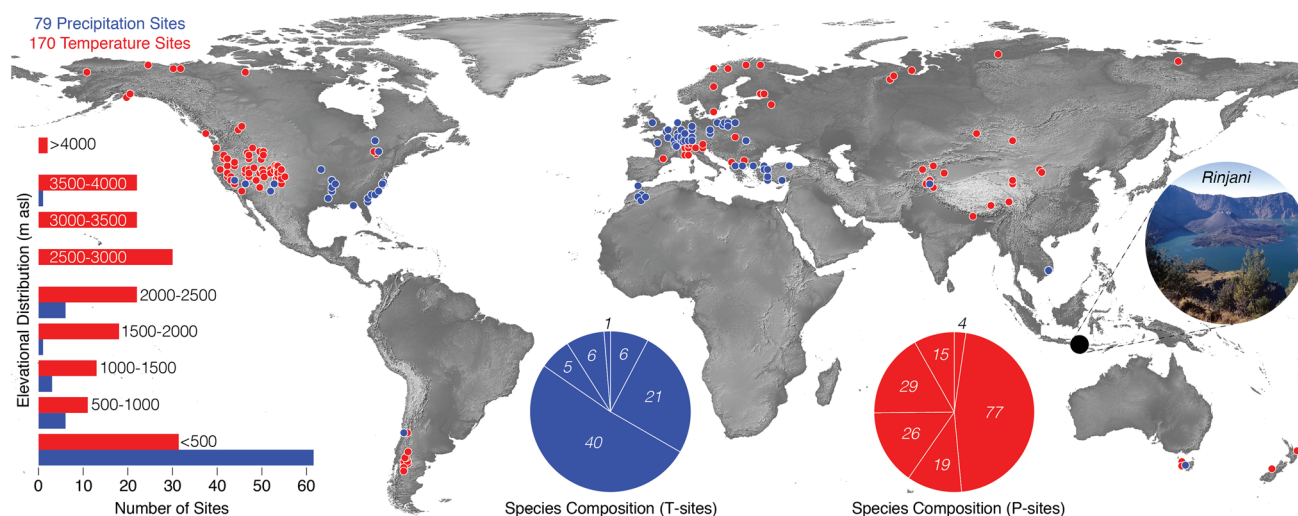 79 Precipitation Sites
170 Temperature Sites
Elevational Distribution (m asl)
>4000
3500-4000
3000-3500
2500-3000
2000-2500
1500-2000
1000-1500
500-1000
<500
0 10 20 30 40 50 60
Number of Sites
Rinjani
1
6
6
5
21
40
Species Composition (T-sites)
4
15
29
77
26
19
Species Composition (P-sites)